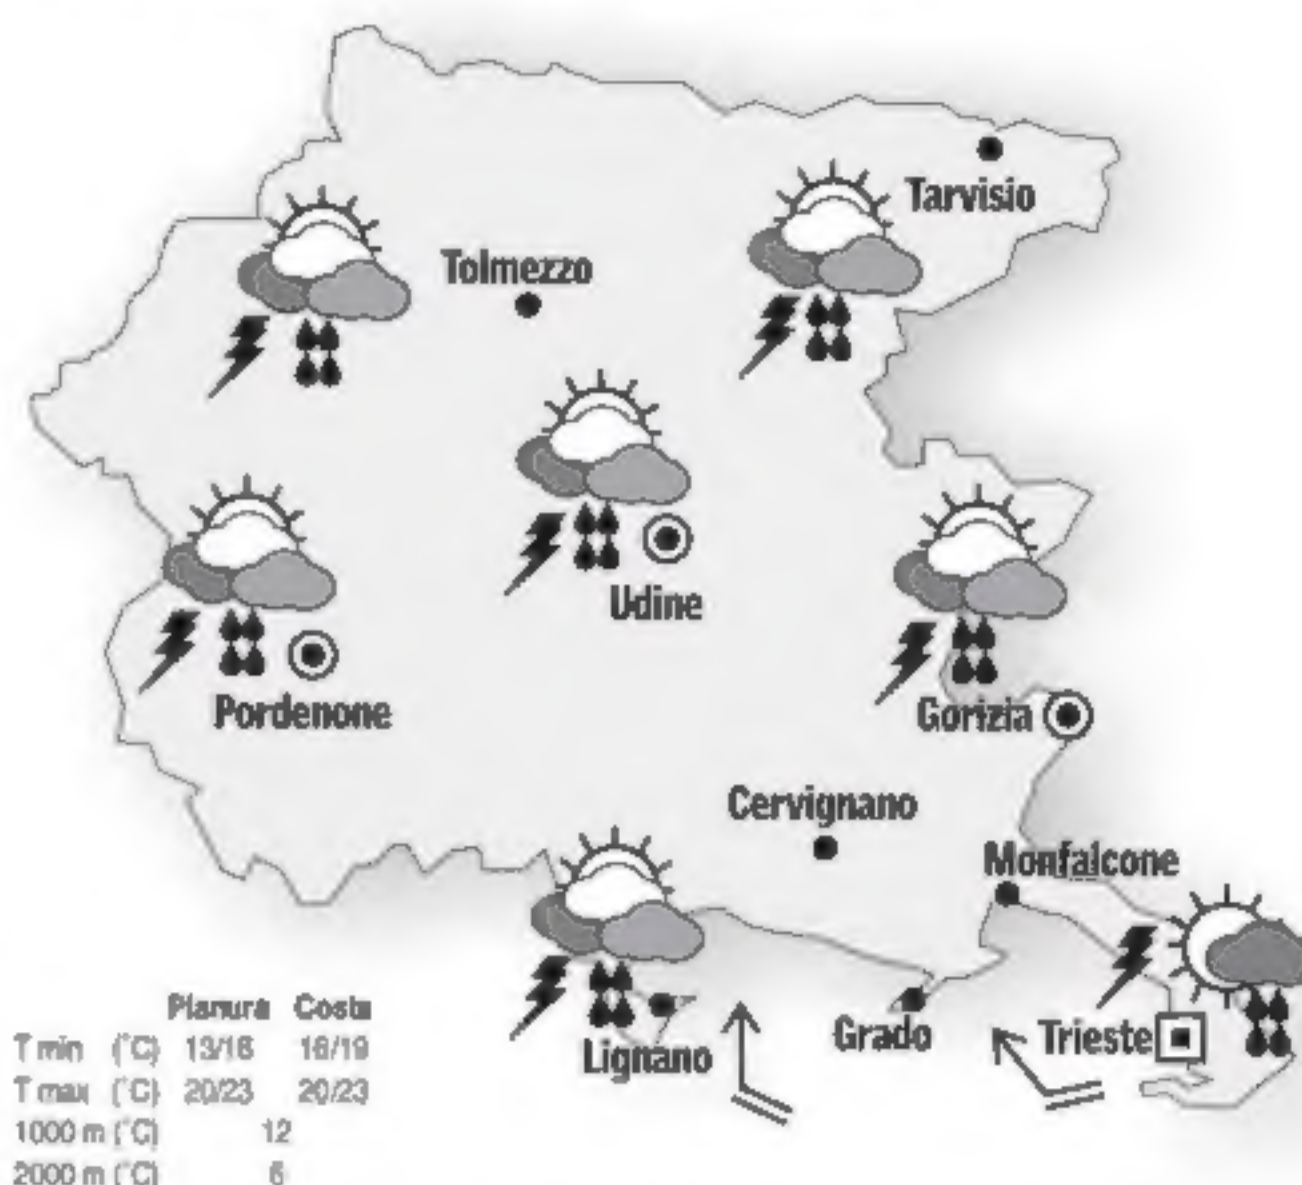 Tarvisio
Tolmezzo
Udine
Pordenone
Gorizia
Cervignano
Monfalcone
Grado
Trieste
Lignano
Pianura Costa
T min (°C) 13/16 16/19
T max (°C) 20/23 20/23
1000 m (°C) 12
2000 m (°C) 6